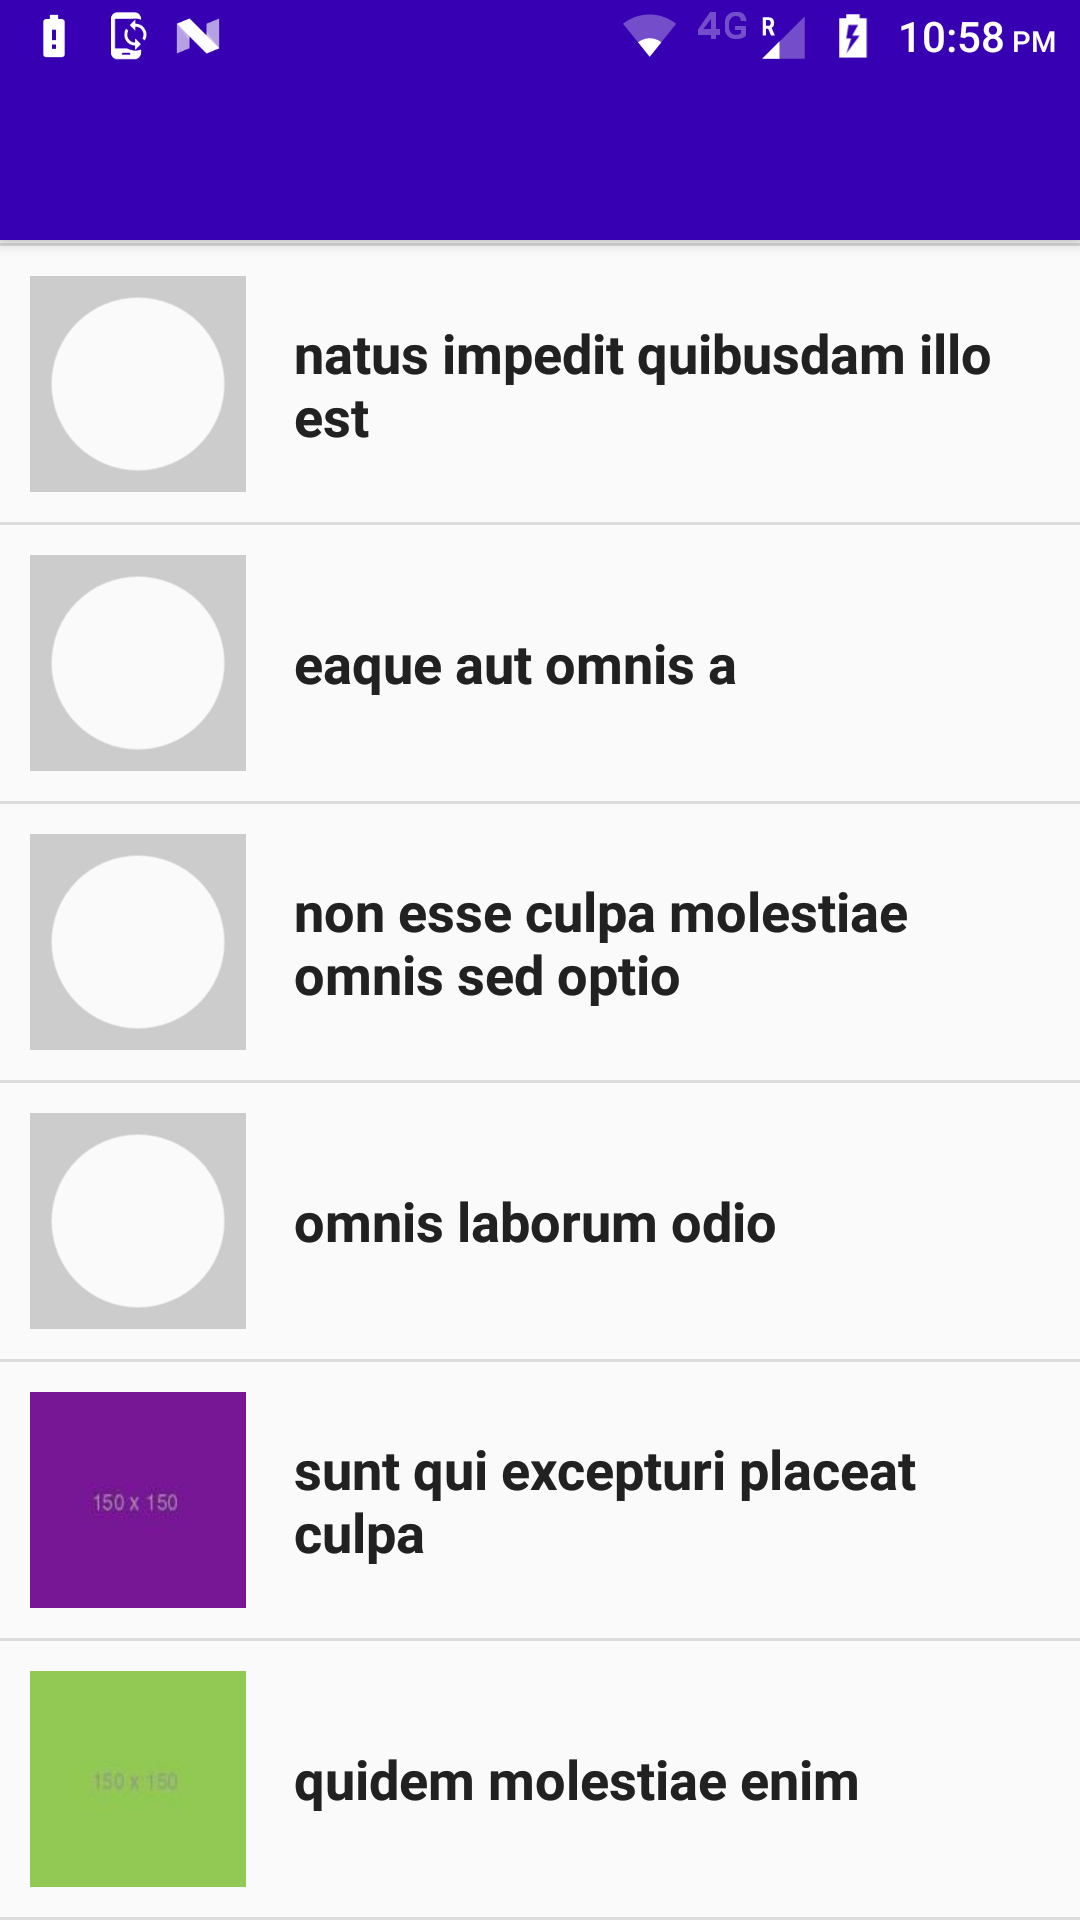 4G R 10:58 PM
natus impedit quibusdam illo
est
eaque aut omnis a
non esse culpa molestiae
omnis sed optio
omnis laborum odio
sunt qui excepturi placeat
culpa
150 x 150
quidem molestiae enim
150 x 150